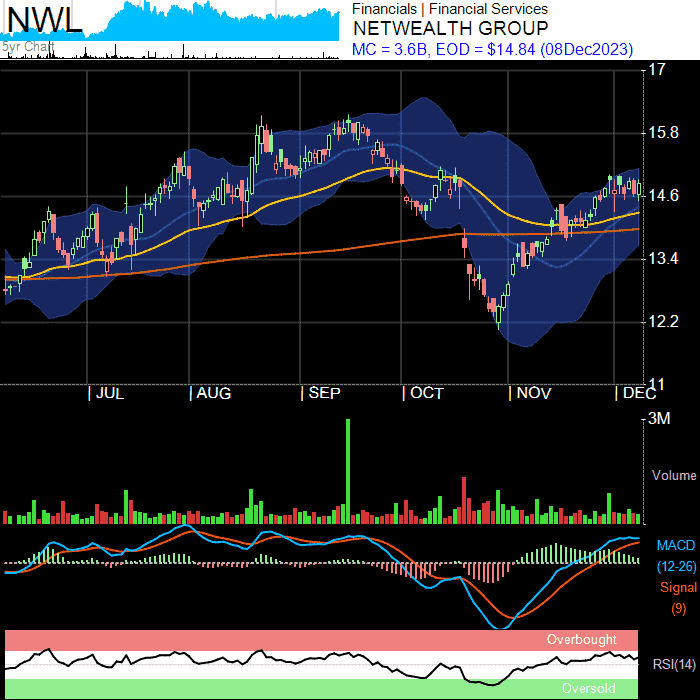 NWL
5yr Chart
Financials | Financial Services
NETWEALTH GROUP
MC = 3.6B, EOD = $14.84 (08Dec2023)
17
15.8
14.6
13.4
12.2
11
| JUL | AUG | SEP | OCT | NOV | DEC
3M
Volume
MACD
(12-26)
Signal
(9)
Overbought
RSI(14)
Oversold